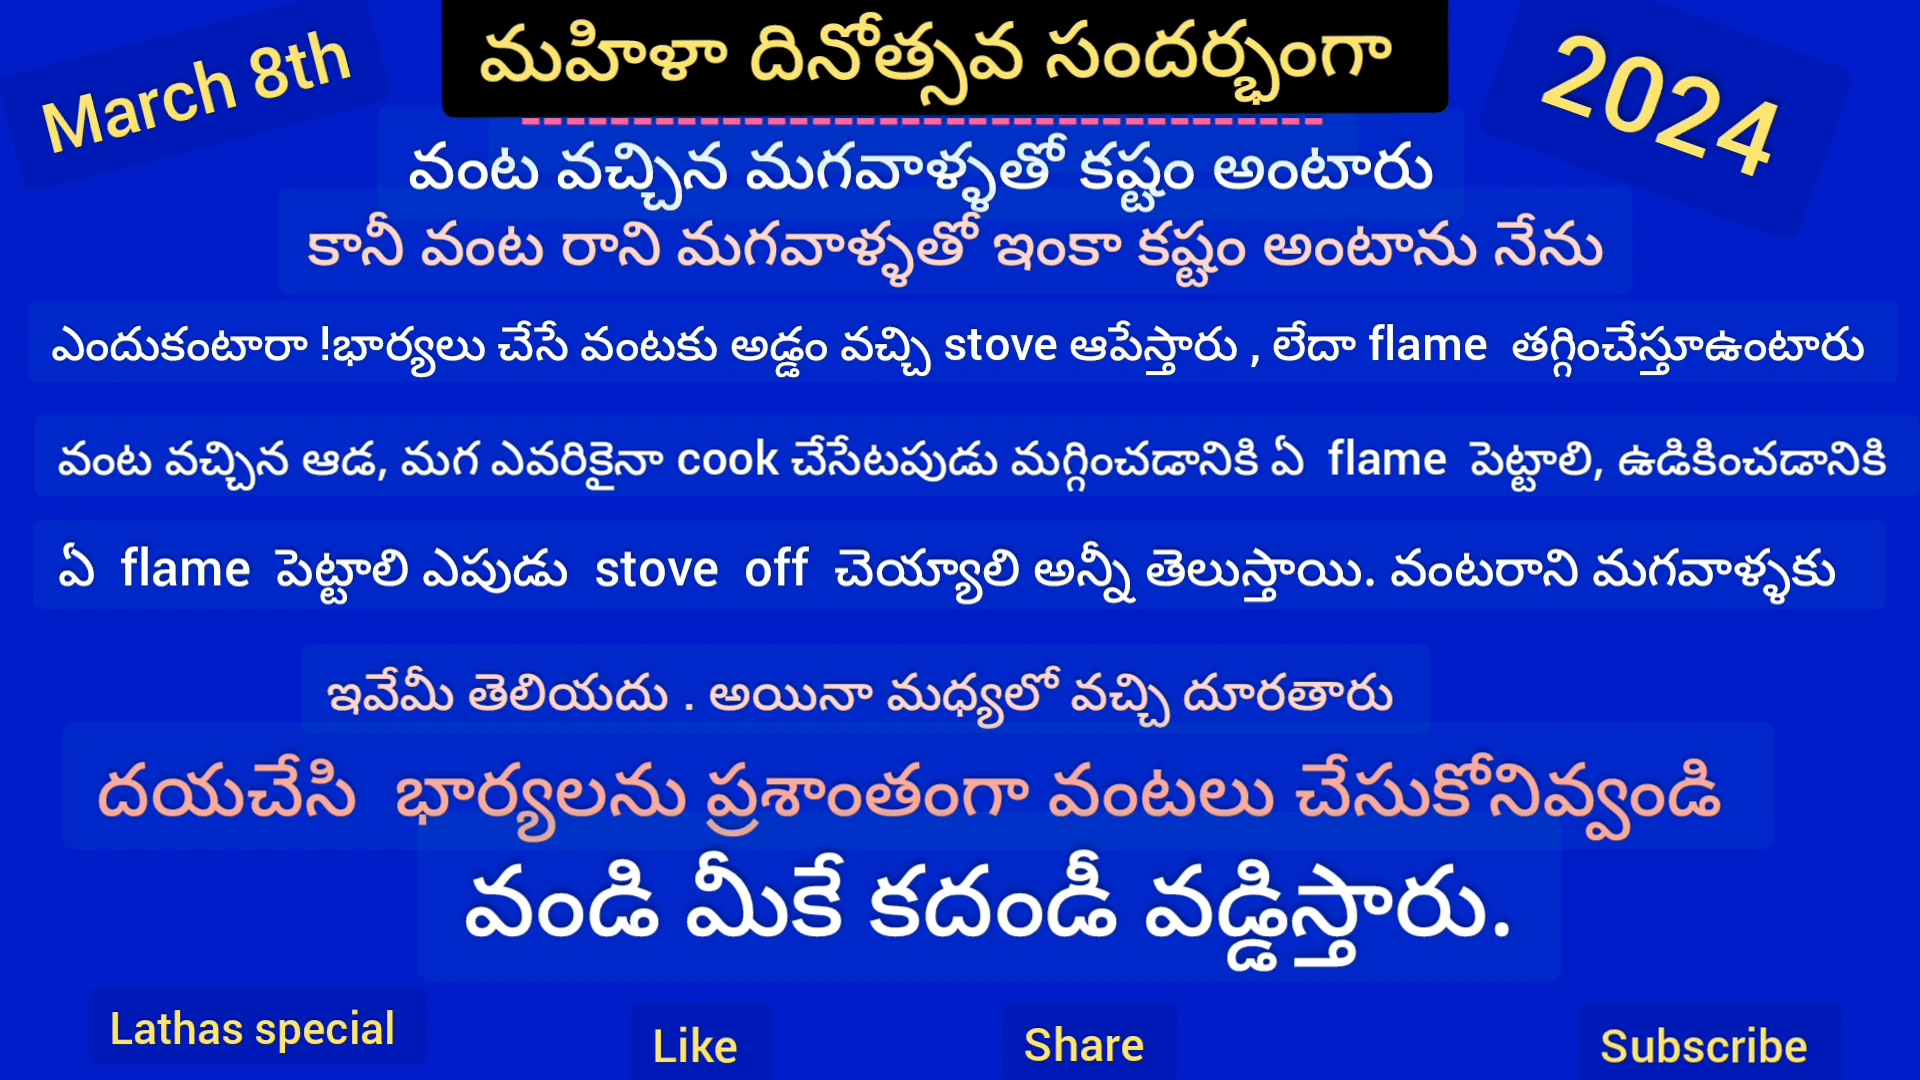 March 8th
మహిళా దినోత్సవ సందర్భంగా
2024
వంట వచ్చిన మగవాళ్ళతో కష్టం అంటారు
కానీ వంట రాని మగవాళ్ళతో ఇంకా కష్టం అంటాను నేను
ఎందుకంటారా !భార్యలు చేసే వంటకు అడ్డం వచ్చి stove ఆపేస్తారు , లేదా flame తగ్గించేస్తూఉంటారు
వంట వచ్చిన ఆడ, మగ ఎవరికైనా cook చేసేటపుడు మగ్గించడానికి ఏ flame పెట్టాలి, ఉడికించడానికి
ఏ flame పెట్టాలి ఎపుడు stove off చెయ్యాలి అన్నీ తెలుస్తాయి. వంటరాని మగవాళ్ళకు
ఇవేమీ తెలియదు . అయినా మధ్యలో వచ్చి దూరతారు
దయచేసి భార్యలను ప్రశాంతంగా వంటలు చేసుకోనివ్వండి
వండి మీకే కదండీ వడ్డిస్తారు.
Lathas special
Like
Share
Subscribe